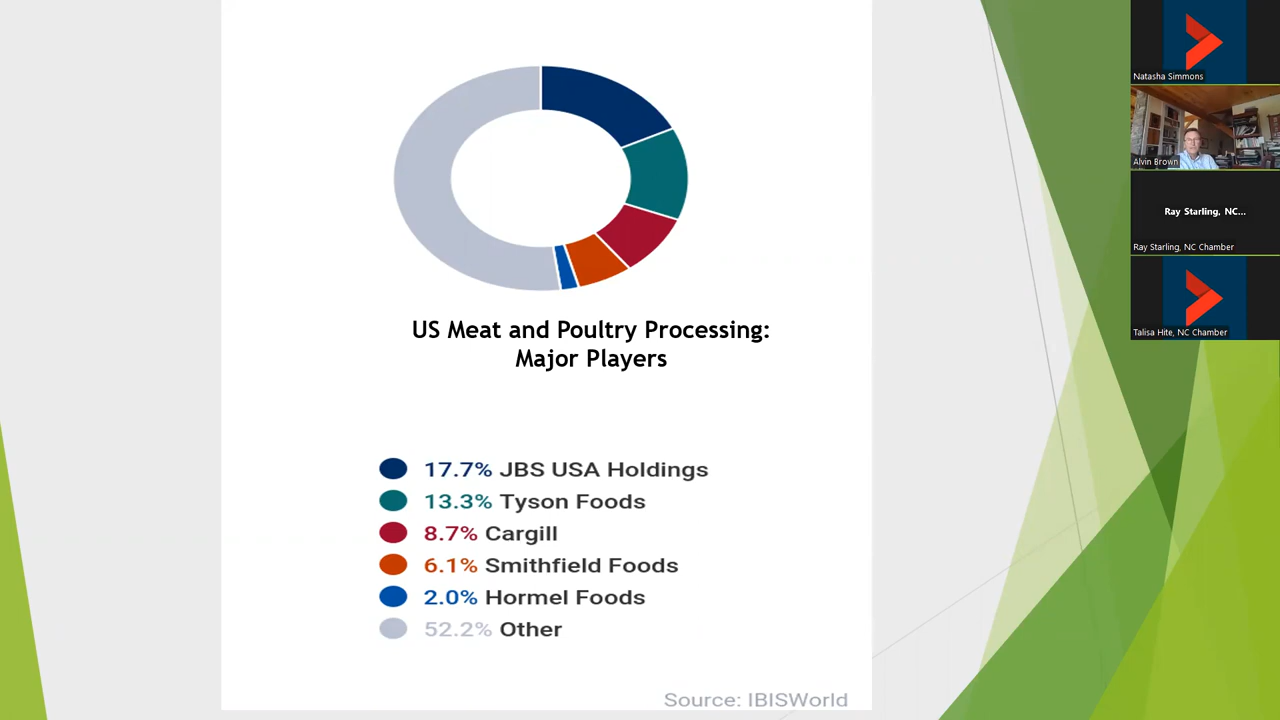 US Meat and Poultry Processing:
Major Players
17.7% JBS USA Holdings
13.3% Tyson Foods
8.7% Cargill
6.1% Smithfield Foods
2.0% Hormel Foods
52.2% Other
Source: IBISWorld
Natasha Simmons
Alvin Brown
Ray Starling, NC...
Ray Starling, NC Chamber
Talisa Hite, NC Chamber